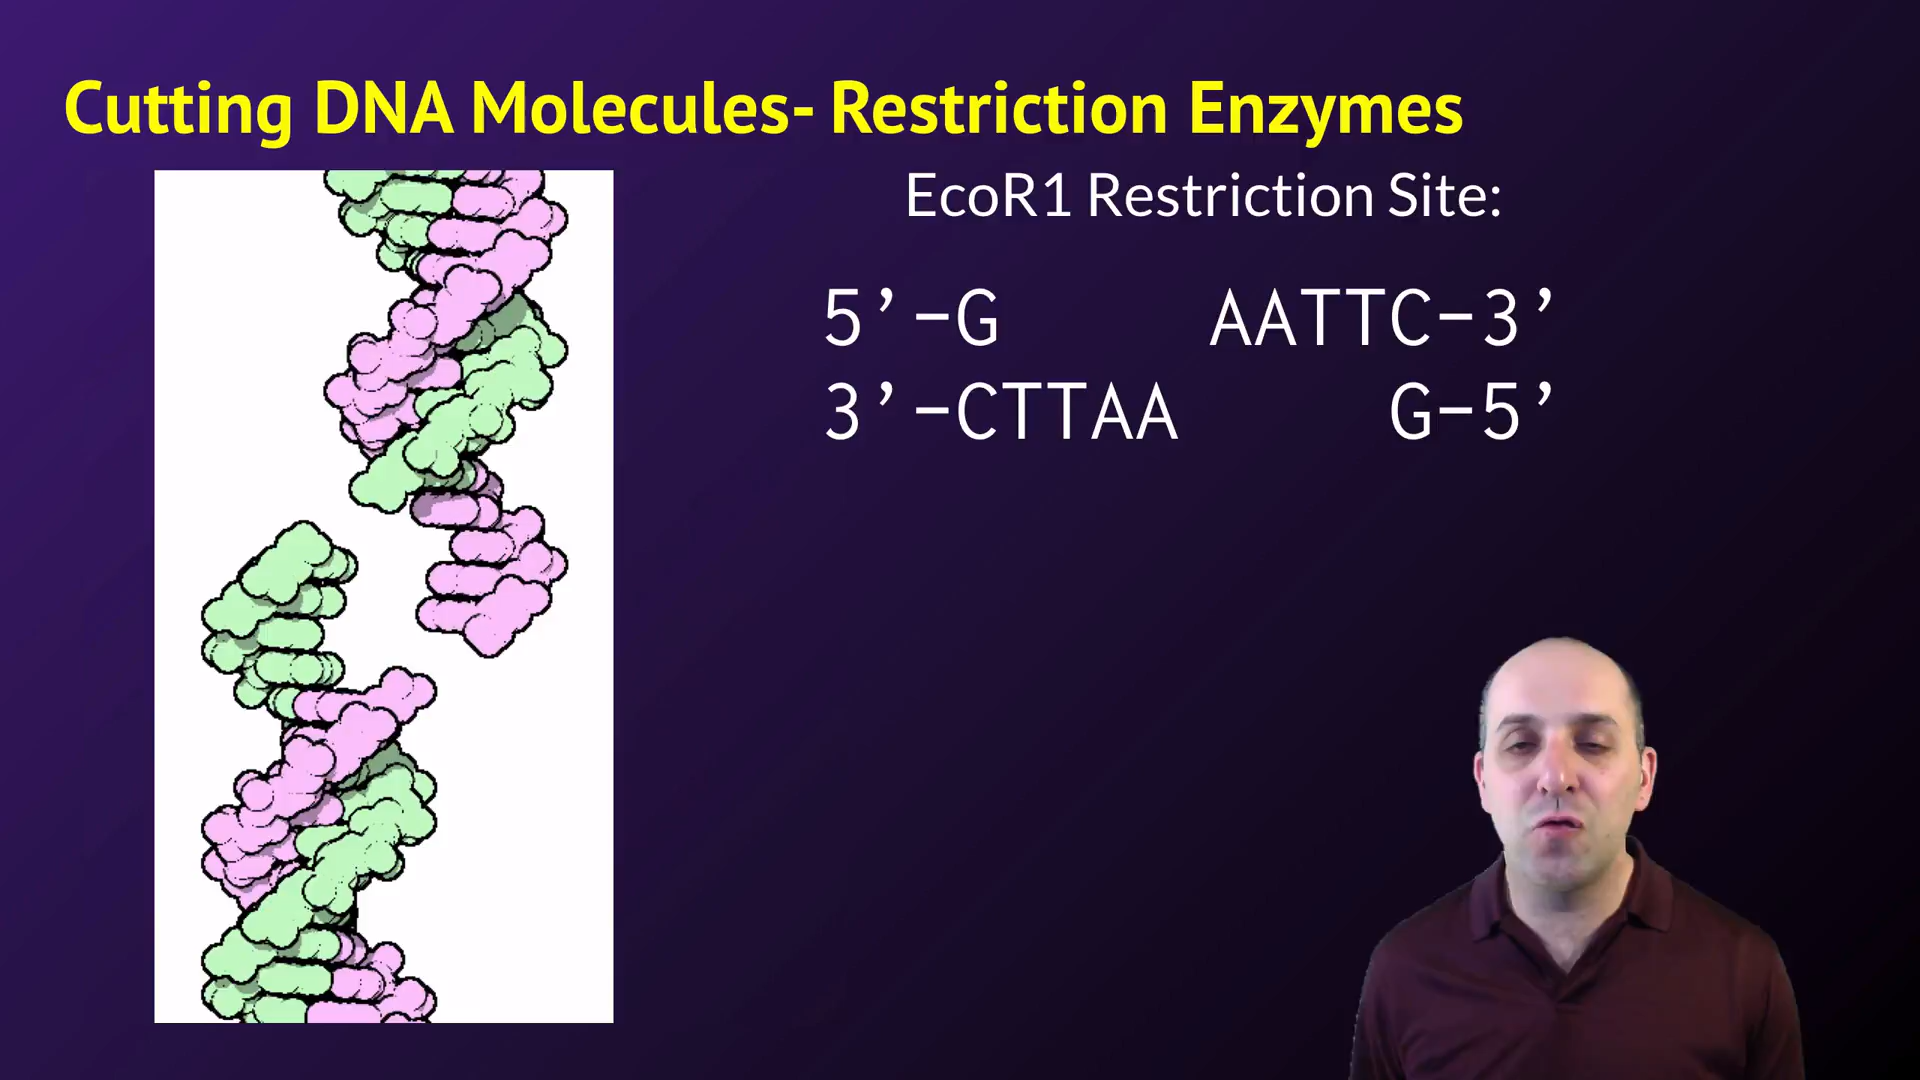 Cutting DNA Molecules- Restriction Enzymes
EcoR1 Restriction Site:
5’-G AATTC-3’
3’-CTTAA G-5’